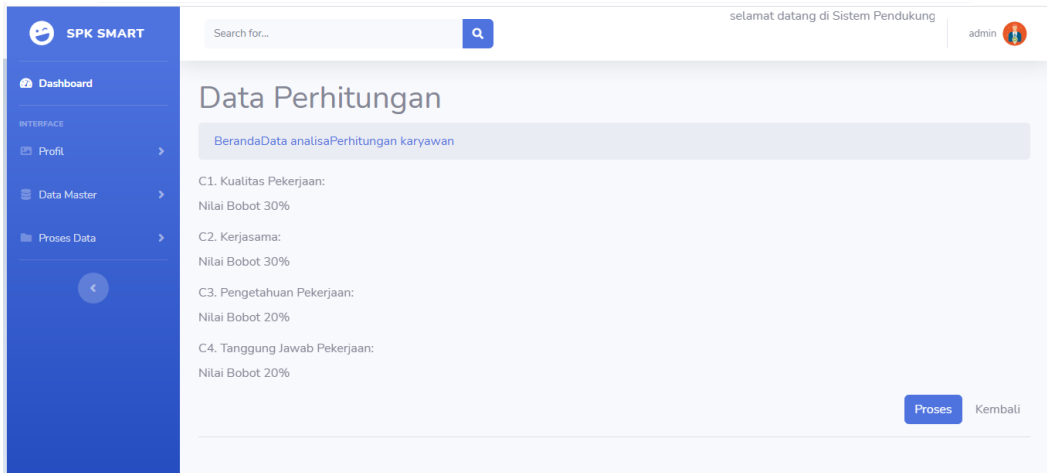 SPK SMART
Search for...
selamat datang di Sistem Pendukung
admin
Dashboard
INTERFACE
Profil
Data Master
Proses Data
Data Perhitungan
BerandaData analisaPerhitungan karyawan
C1. Kualitas Pekerjaan:
Nilai Bobot 30%
C2. Kerjasama:
Nilai Bobot 30%
C3. Pengetahuan Pekerjaan:
Nilai Bobot 20%
C4. Tanggung Jawab Pekerjaan:
Nilai Bobot 20%
Proses Kembali